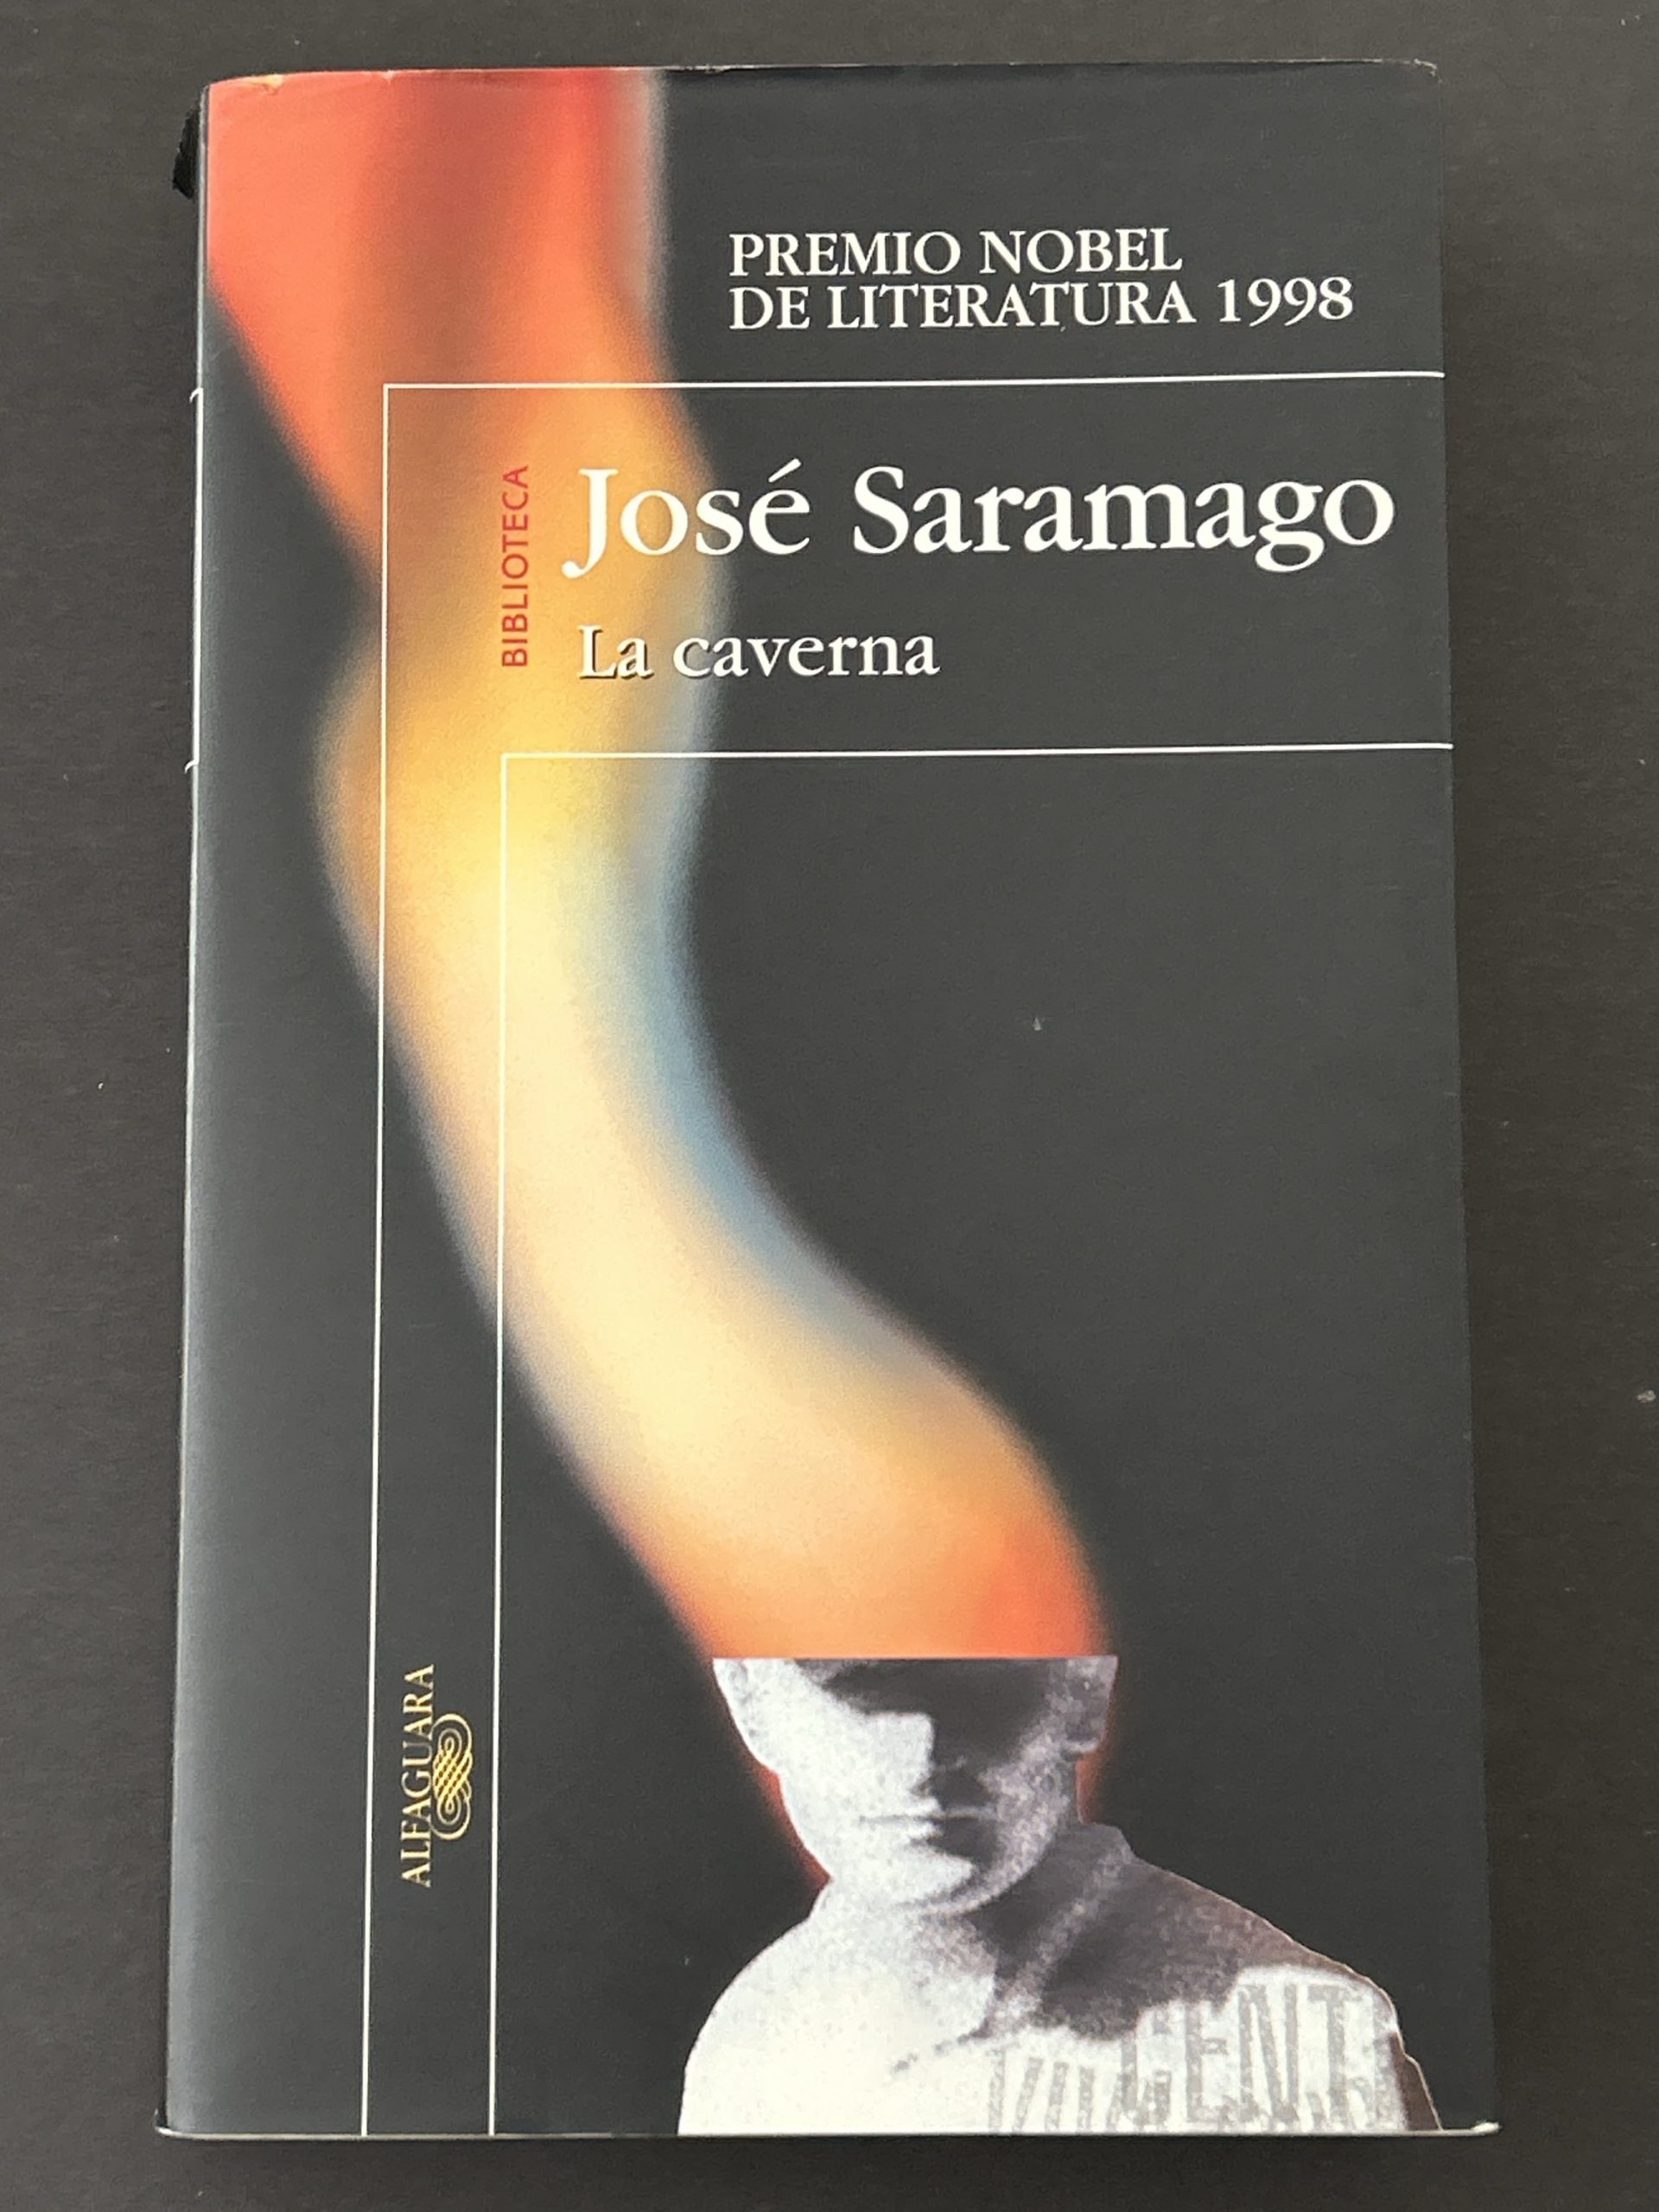 PREMIO NOBEL
DE LITERATURA 1998
BIBLIOTECA
José Saramago
La caverna
ALFAGUARA